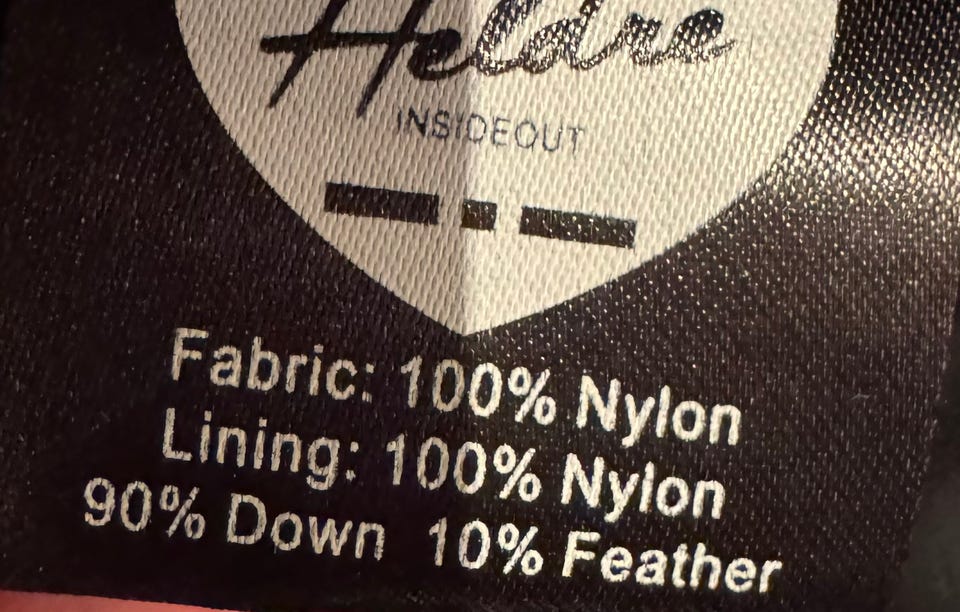 Heldre
INSIDEOUT
Fabric: 100% Nylon
Lining: 100% Nylon
90% Down 10% Feather